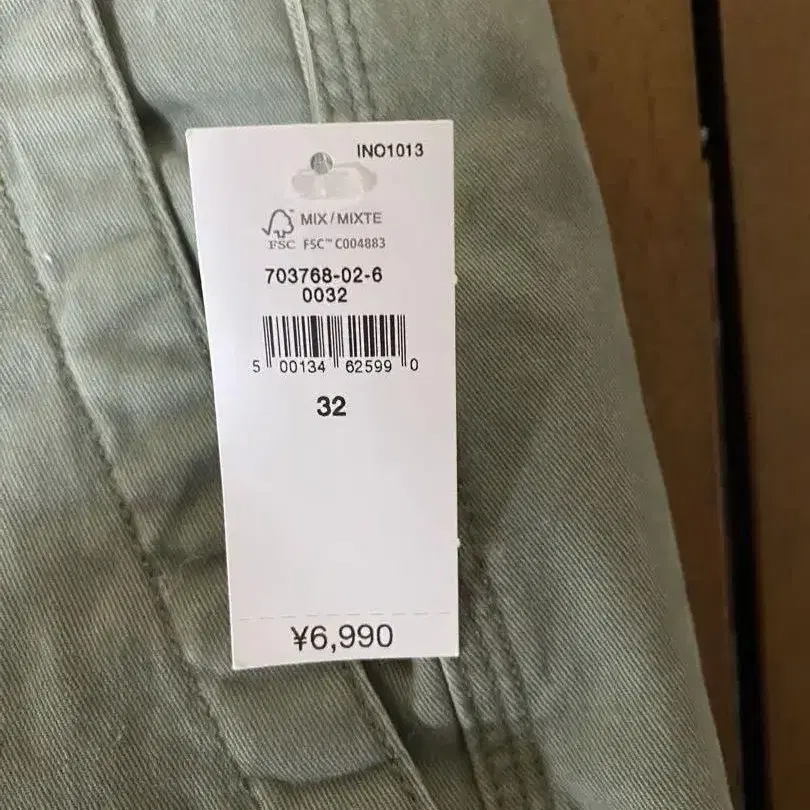 INO1013
MIX/MIXTE
FSC FSC™ C004883
703768-02-6
0032
5 00134 62599 0
32
¥6,990